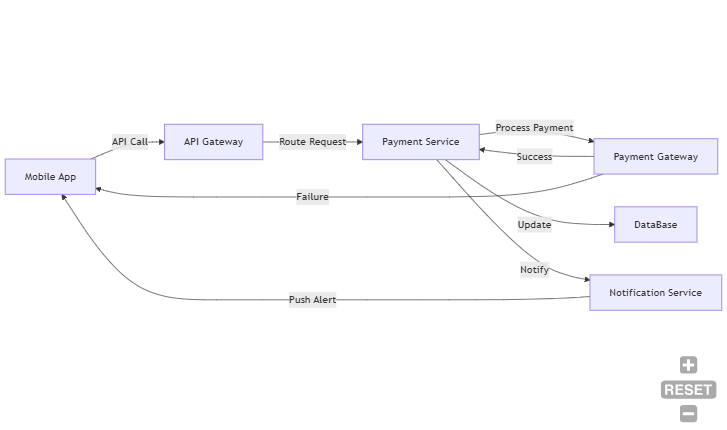 API Call
API Gateway
Route Request
Payment Service
Process Payment
Success
Payment Gateway
Mobile App
Failure
Update
DataBase
Notify
Notification Service
Push Alert
RESET